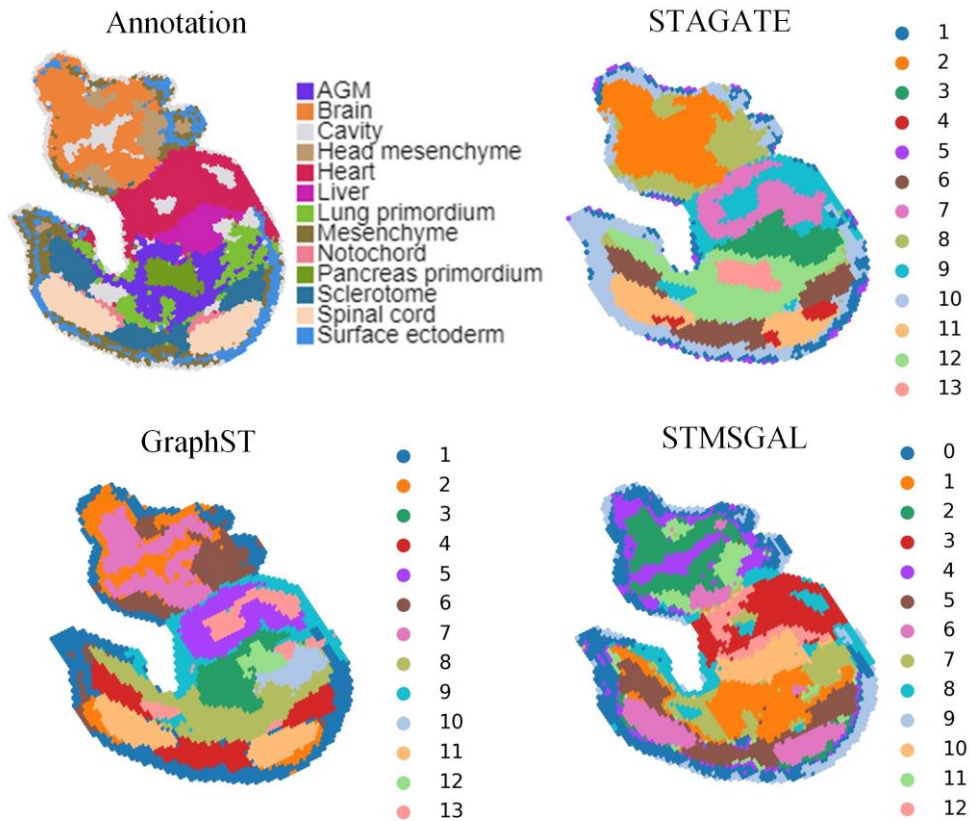 Annotation
AGM
Brain
Cavity
Head mesenchyme
Heart
Liver
Lung primordium
Mesenchyme
Notochord
Pancreas primordium
Sclerotome
Spinal cord
Surface ectoderm
STAGATE
1
2
3
4
5
6
7
8
9
10
11
12
13
GraphST
1
2
3
4
5
6
7
8
9
10
11
12
13
STMSGAL
0
1
2
3
4
5
6
7
8
9
10
11
12